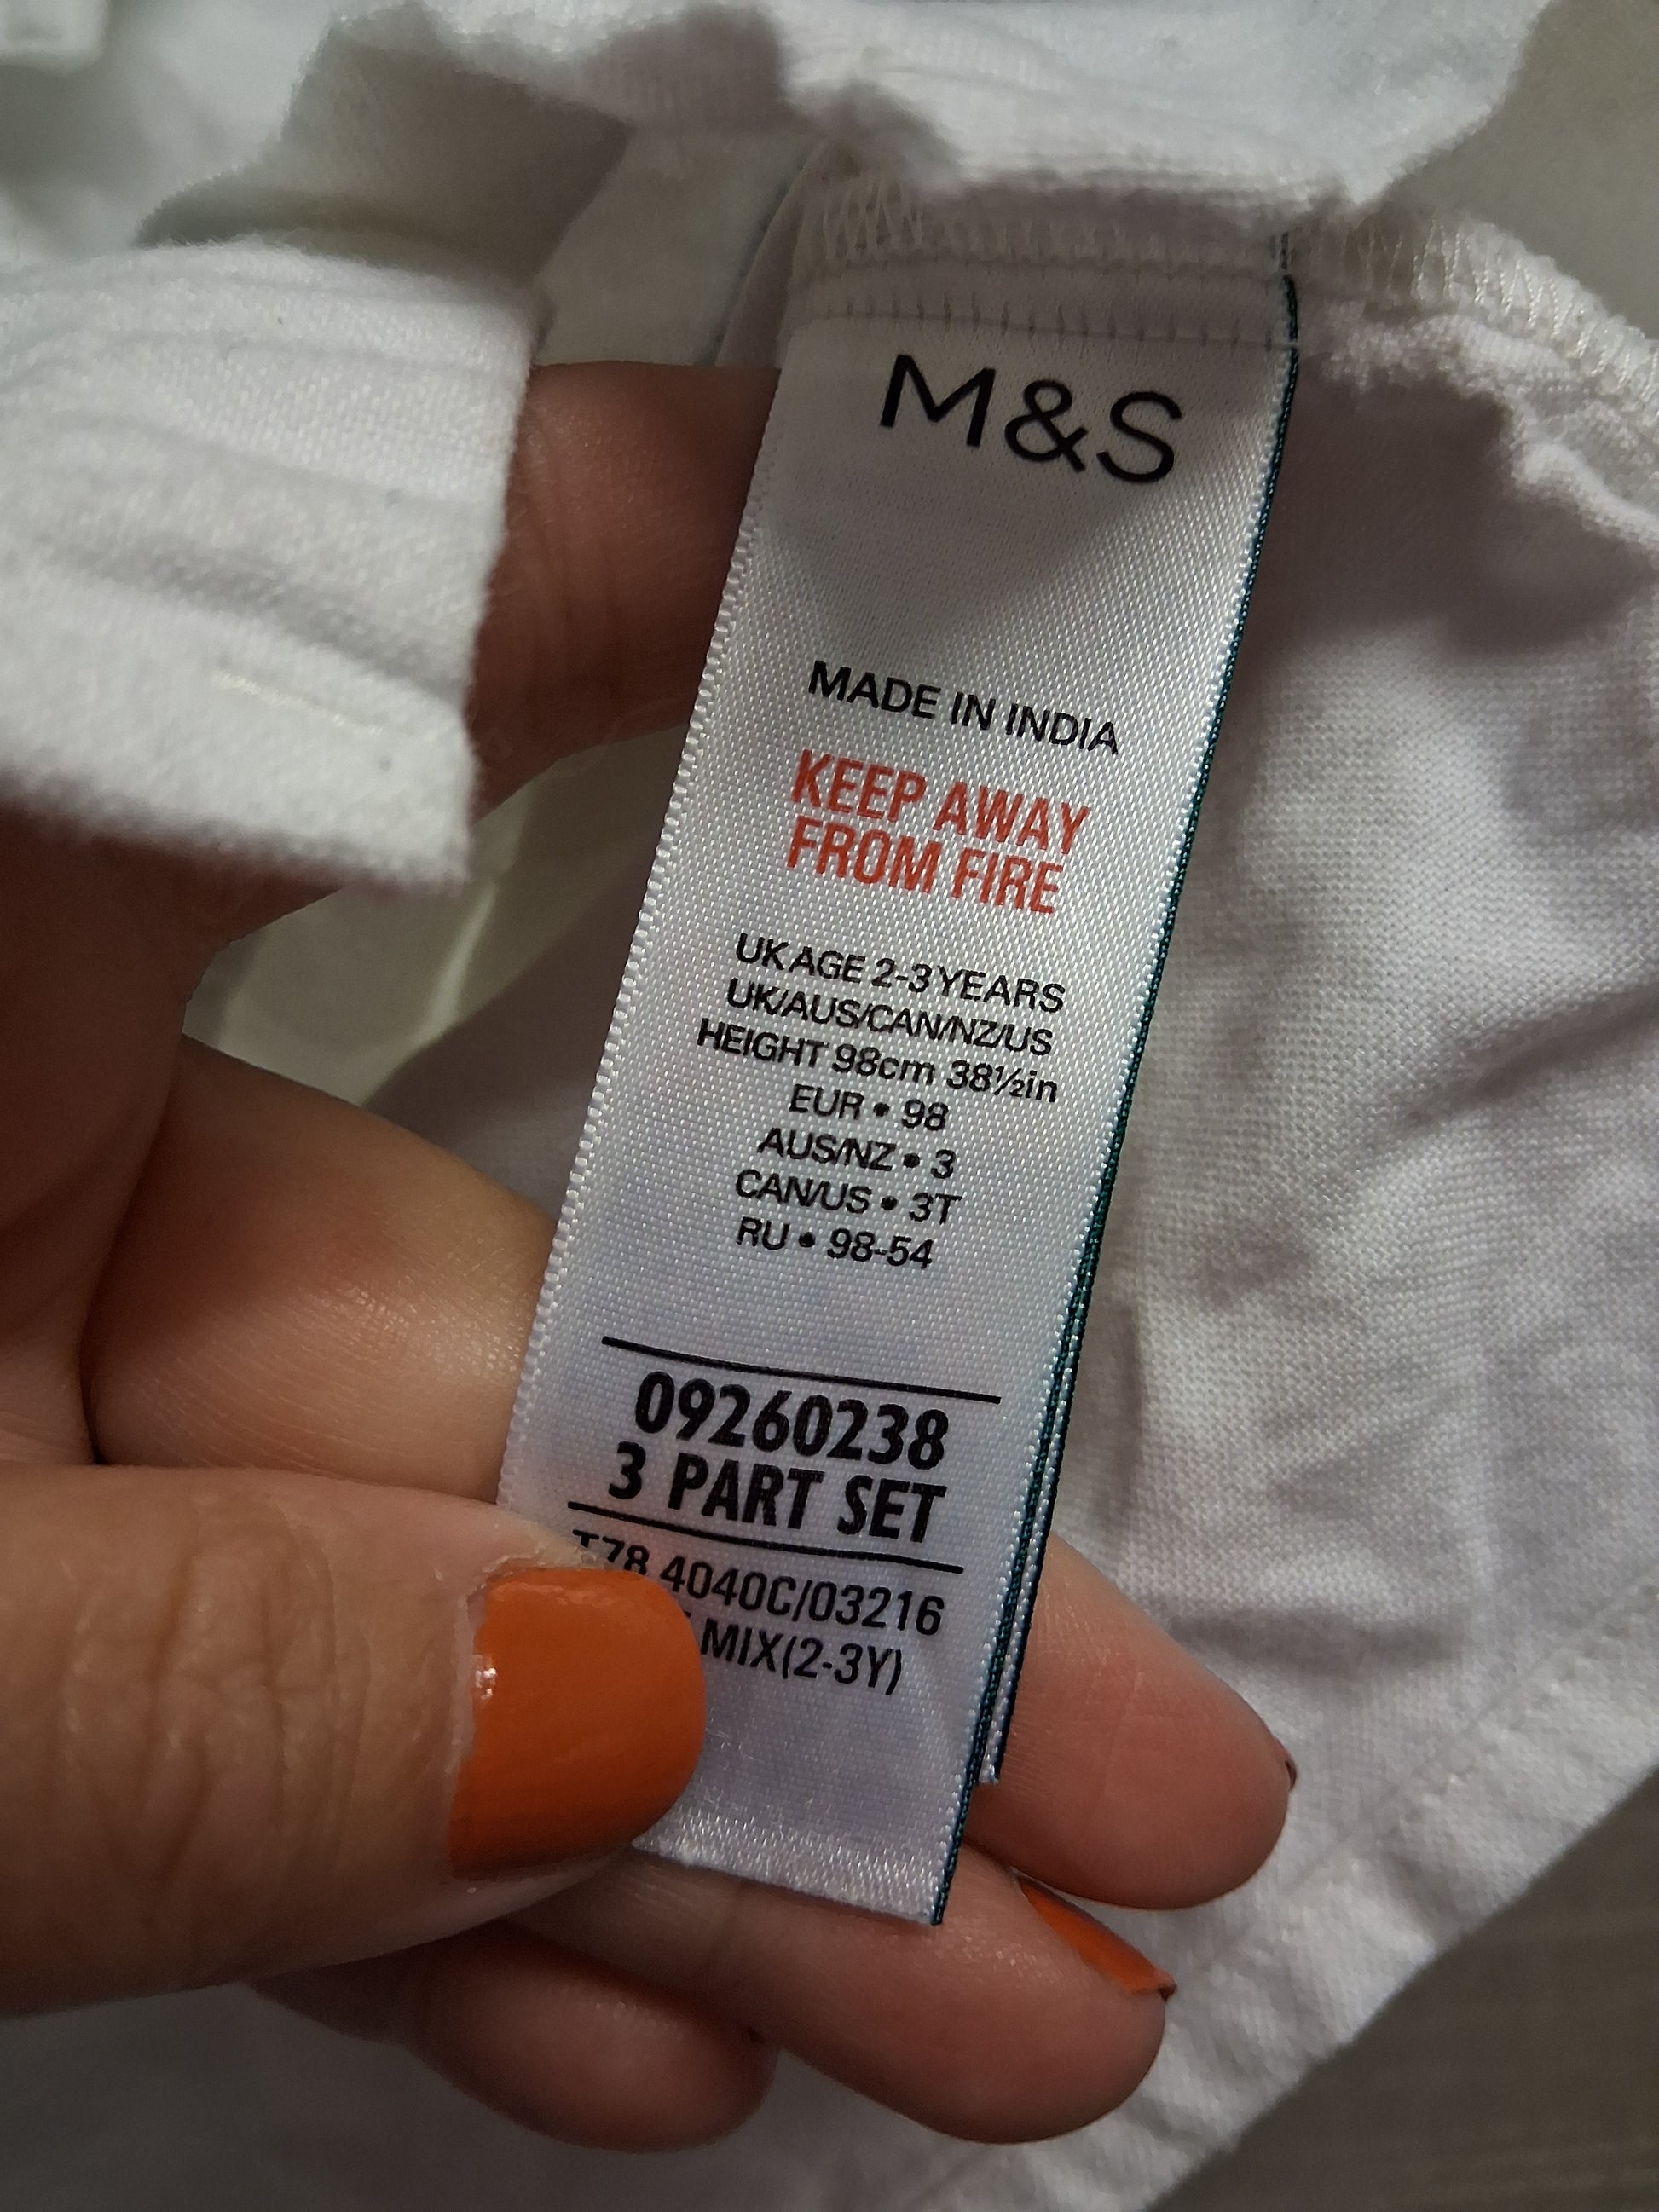 M&S
MADE IN INDIA
KEEP AWAY
FROM FIRE
UK AGE 2-3 YEARS
UK/AUS/CAN/NZ/US
HEIGHT 98cm 38½in
EUR • 98
AUS/NZ • 3
CAN/US • 3T
RU • 98-54
09260238
3 PART SET
T78 4040C/03216
MIX(2-3Y)